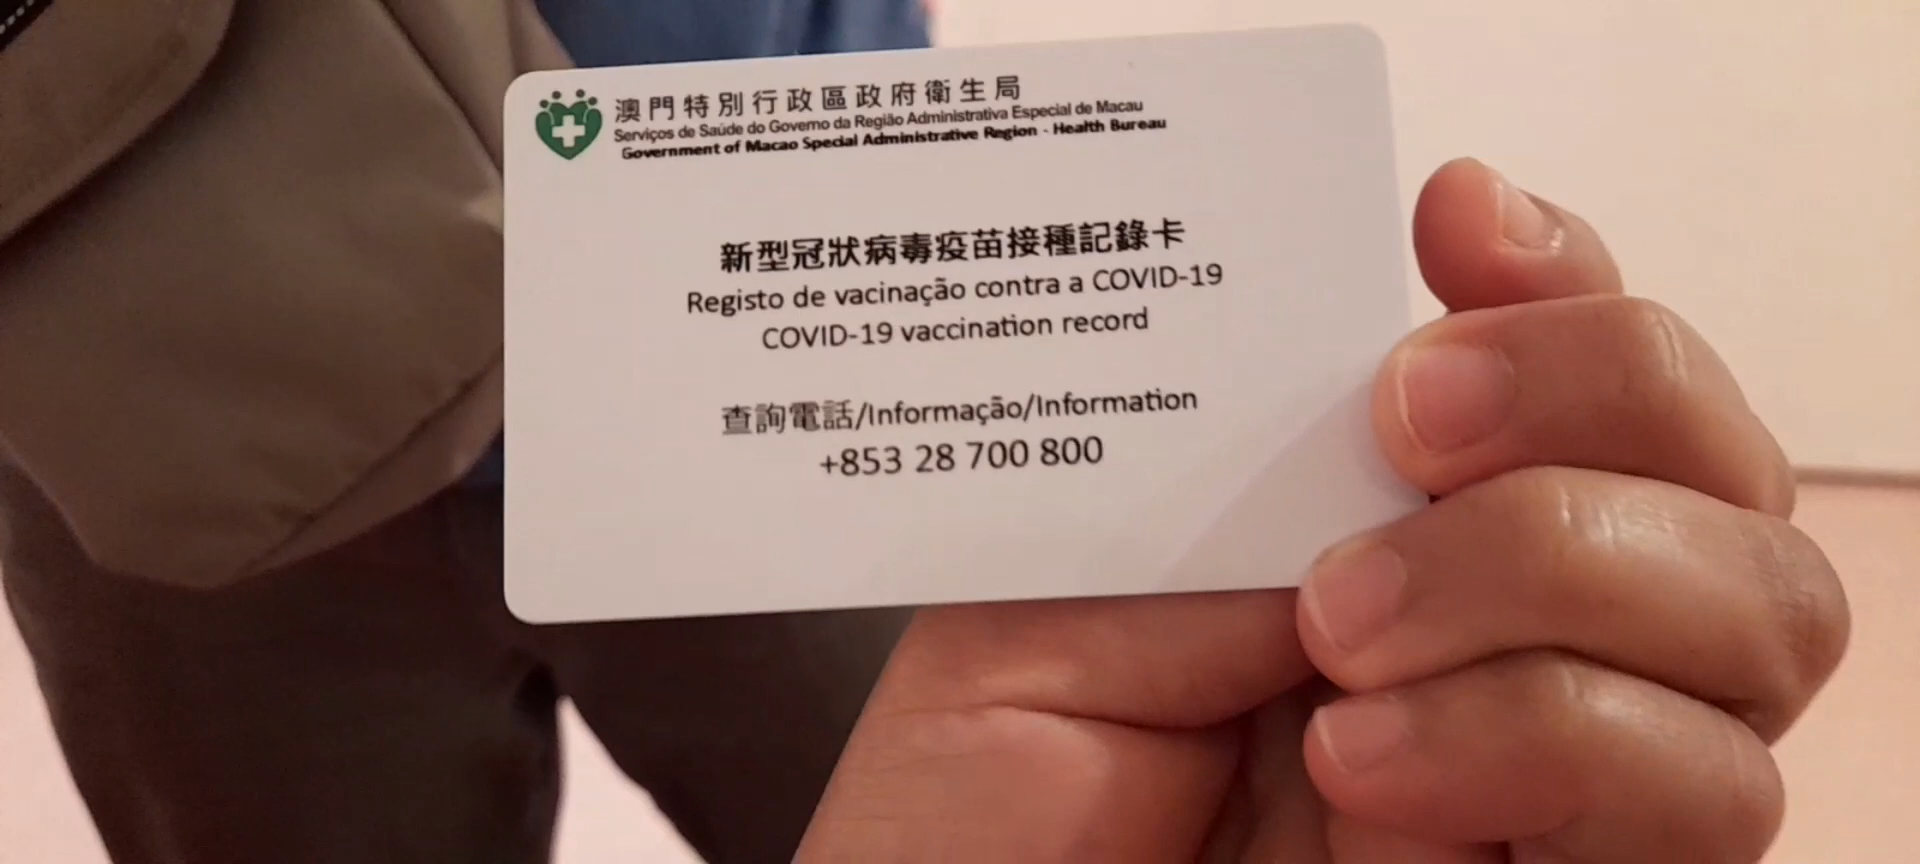 澳門特別行政區政府衛生局
Serviços de Saúde do Governo da Região Administrativa Especial de Macau
Government of Macao Special Administrative Region - Health Bureau
新型冠狀病毒疫苗接種記錄卡
Registo de vacinação contra a COVID-19
COVID-19 vaccination record
查詢電話/Informação/Information
+853 28 700 800